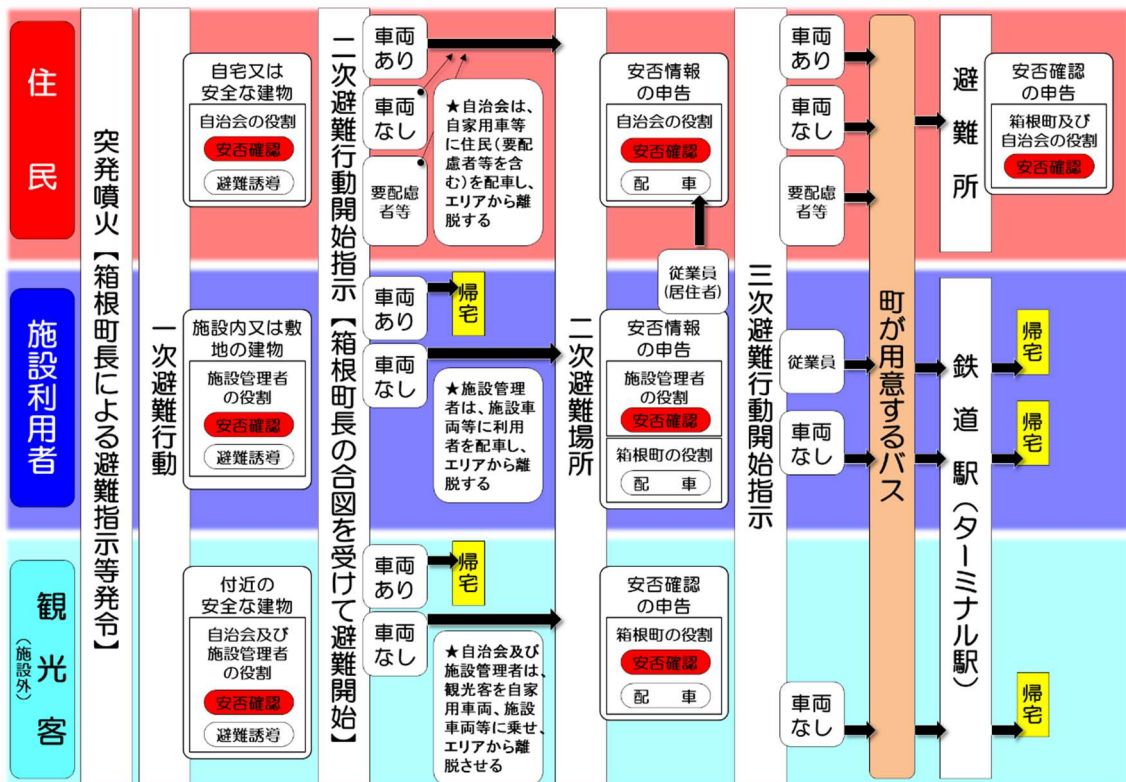 住民
突発噴火【箱根町長による避難指示等発令】
一次避難行動
自宅又は
安全な建物
自治会の役割
安否確認
避難誘導
二次避難行動開始指示【箱根町長の合図を受けて避難開始】
車両
あり
車両
なし
要配慮
者等
★自治会は、
自家用車等
に住民(要配
慮者等を含
む)を配車し、
エリアから離
脱する
二次避難場所
安否情報
の申告
自治会の役割
安否確認
配車
従業員
(居住者)
三次避難行動開始指示
車両
あり
車両
なし
要配慮
者等
町が用意するバス
避難所
安否確認
の申告
箱根町及び
自治会の役割
安否確認
施設利用者
施設内又は敷
地の建物
施設管理者
の役割
安否確認
避難誘導
車両
あり
帰宅
車両
なし
★施設管理
者は、施設車
両等に利用
者を配車し、
エリアから離
脱する
安否情報
の申告
施設管理者
の役割
安否確認
箱根町の役割
配車
従業員
車両
なし
鉄道駅(ターミナル駅)
帰宅
帰宅
観光客
(施設外)
付近の
安全な建物
自治会及び
施設管理者
の役割
安否確認
避難誘導
車両
あり
帰宅
車両
なし
★自治会及び
施設管理者は、
観光客を自家
用車両、施設
車両等に乗せ、
エリアから離
脱させる
安否確認
の申告
箱根町の役割
安否確認
配車
車両
なし
帰宅